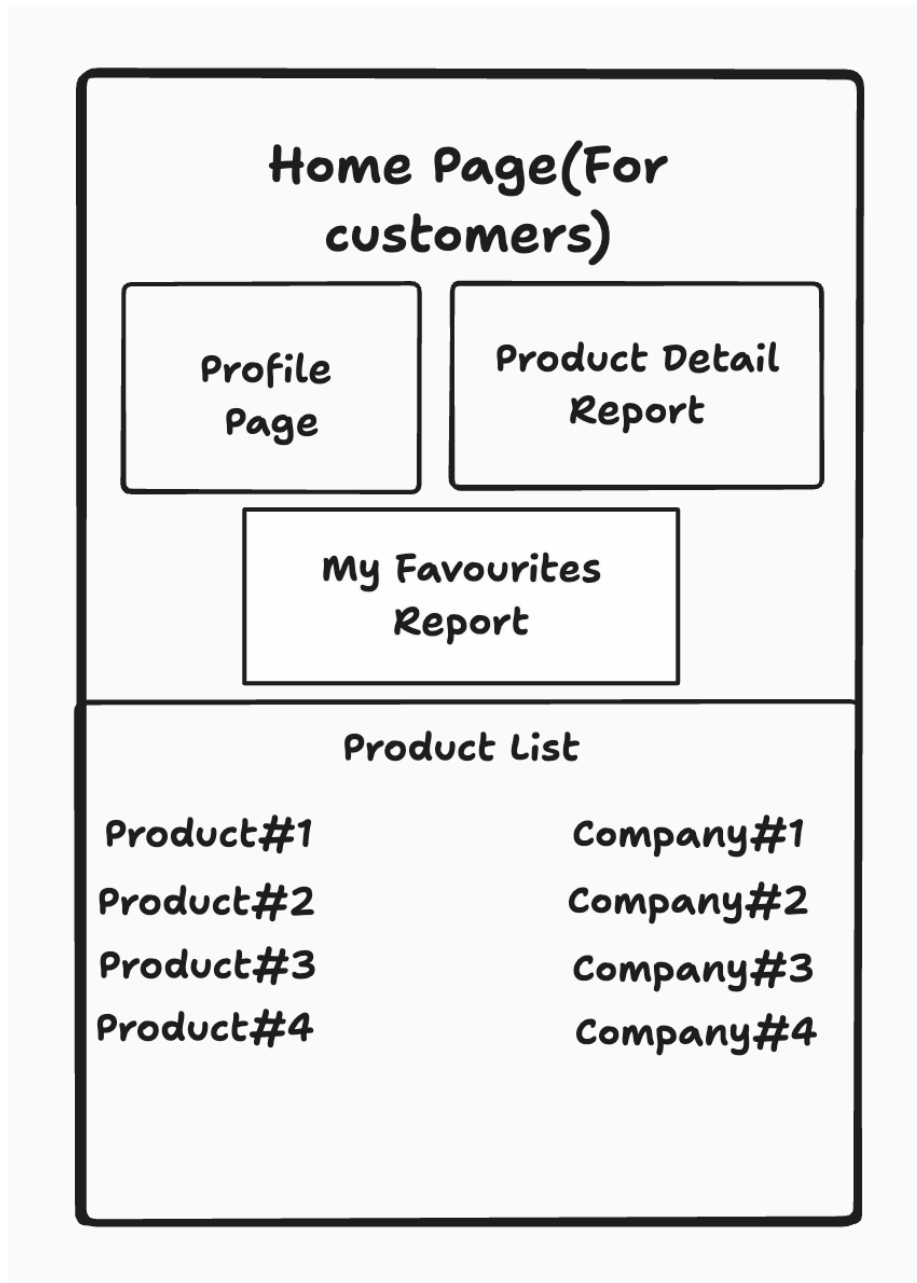 Home Page(For
customers)
Profile
Page
Product Detail
Report
My Favourites
Report
Product List
Product#1
Company#1
Product#2
Company#2
Product#3
Company#3
Product#4
Company#4